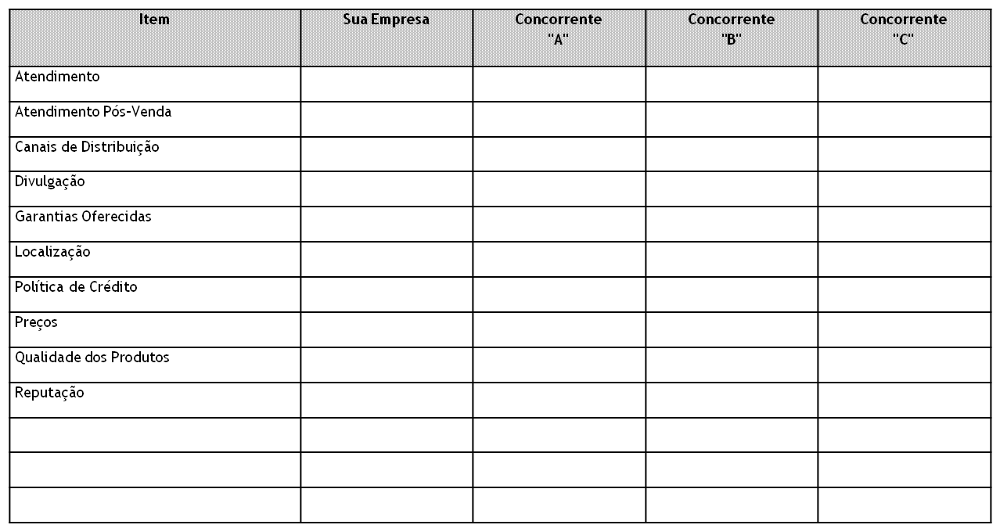 Item
Sua Empresa
Concorrente
"A"
Concorrente
"B"
Concorrente
"C"
Atendimento
Atendimento Pós-Venda
Canais de Distribuição
Divulgação
Garantias Oferecidas
Localização
Política de Crédito
Preços
Qualidade dos Produtos
Reputação